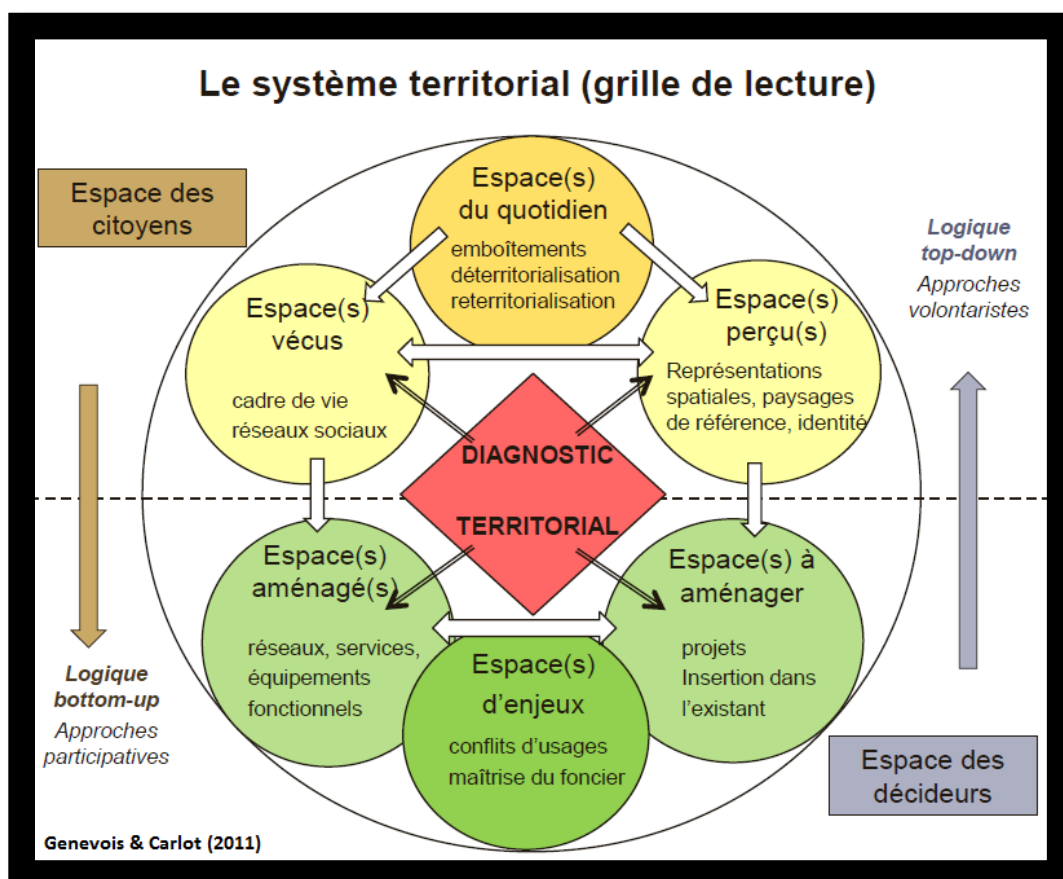 Le système territorial (grille de lecture)
Espace des
citoyens
Espace(s)
du quotidien
emboîtements
déterritorialisation
reterritorialisation
Logique
top-down
Approches
volontaristes
Espace(s)
vécus
cadre de vie
réseaux sociaux
Espace(s)
perçu(s)
Représentations
spatiales, paysages
de référence, identité
DIAGNOSTIC
TERRITORIAL
Espace(s)
aménagé(s)
réseaux, services,
équipements
fonctionnels
Espace(s) à
aménager
projets
Insertion dans
l'existant
Espace(s)
d'enjeux
conflits d'usages
maîtrise du foncier
Logique
bottom-up
Approches
participatives
Espace des
décideurs
Genevois & Carlot (2011)